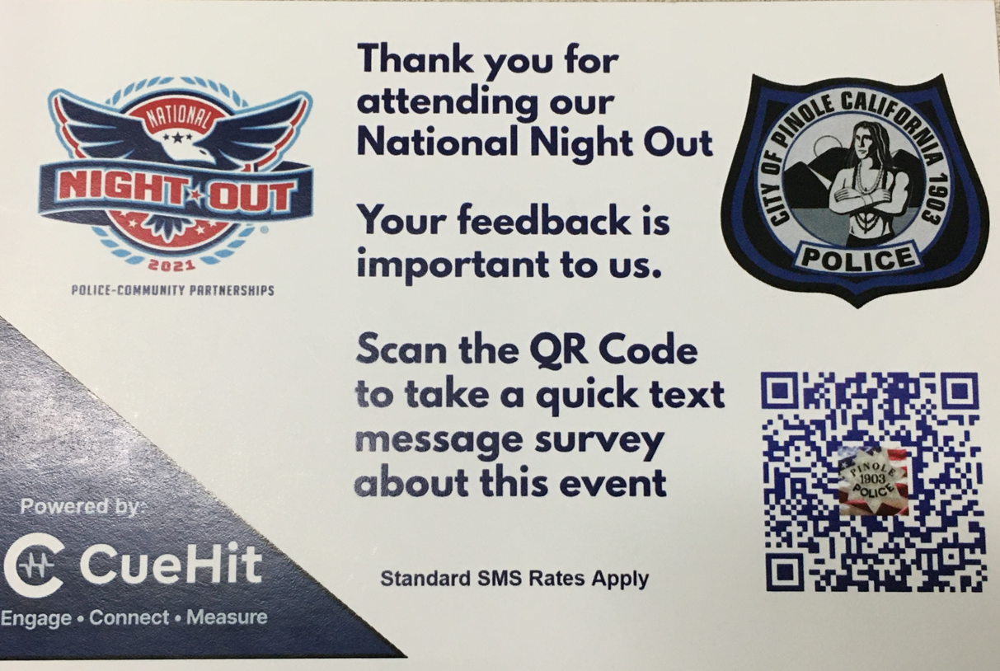 NATIONAL
NIGHT OUT
®
2021
POLICE-COMMUNITY PARTNERSHIPS
Thank you for
attending our
National Night Out
Your feedback is
important to us.
Scan the QR Code
to take a quick text
message survey
about this event
Standard SMS Rates Apply
CITY OF PINOLE CALIFORNIA 1903
POLICE
PINOLE
1903
POLICE
Powered by:
CueHit
Engage • Connect • Measure